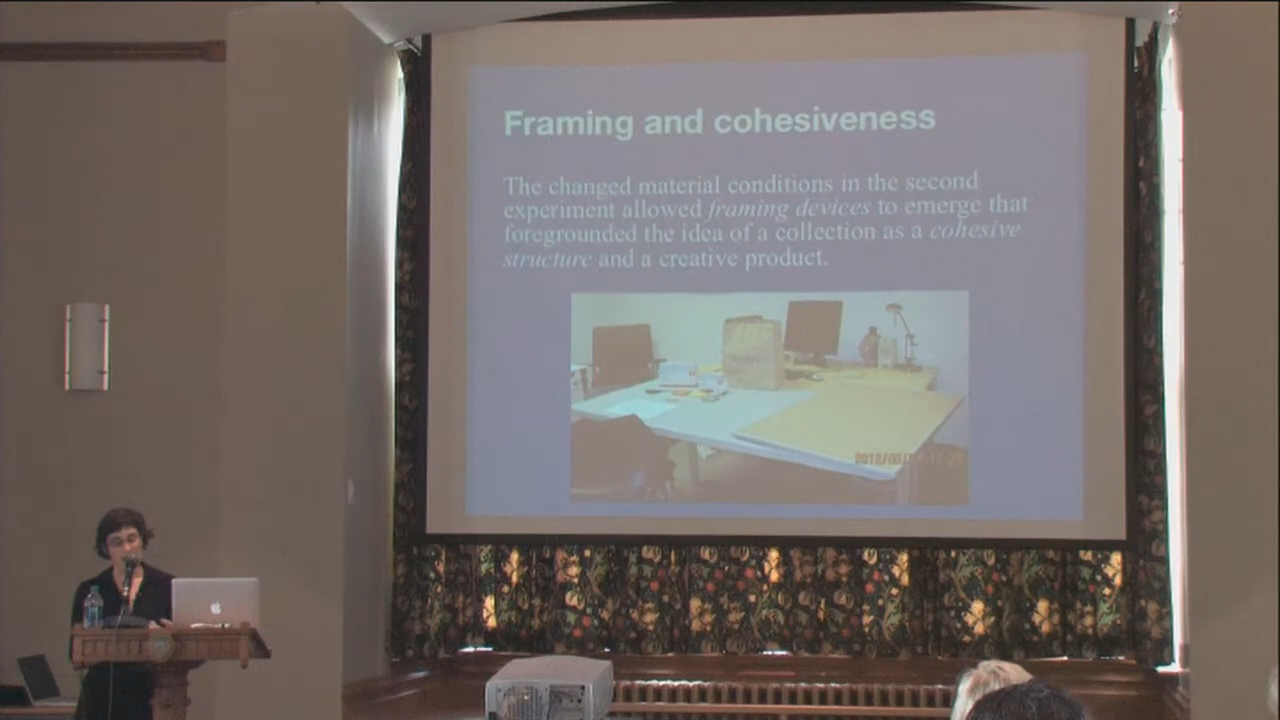 Framing and cohesiveness
The changed material conditions in the second
experiment allowed framing devices to emerge that
foregrounded the idea of a collection as a cohesive
structure and a creative product.